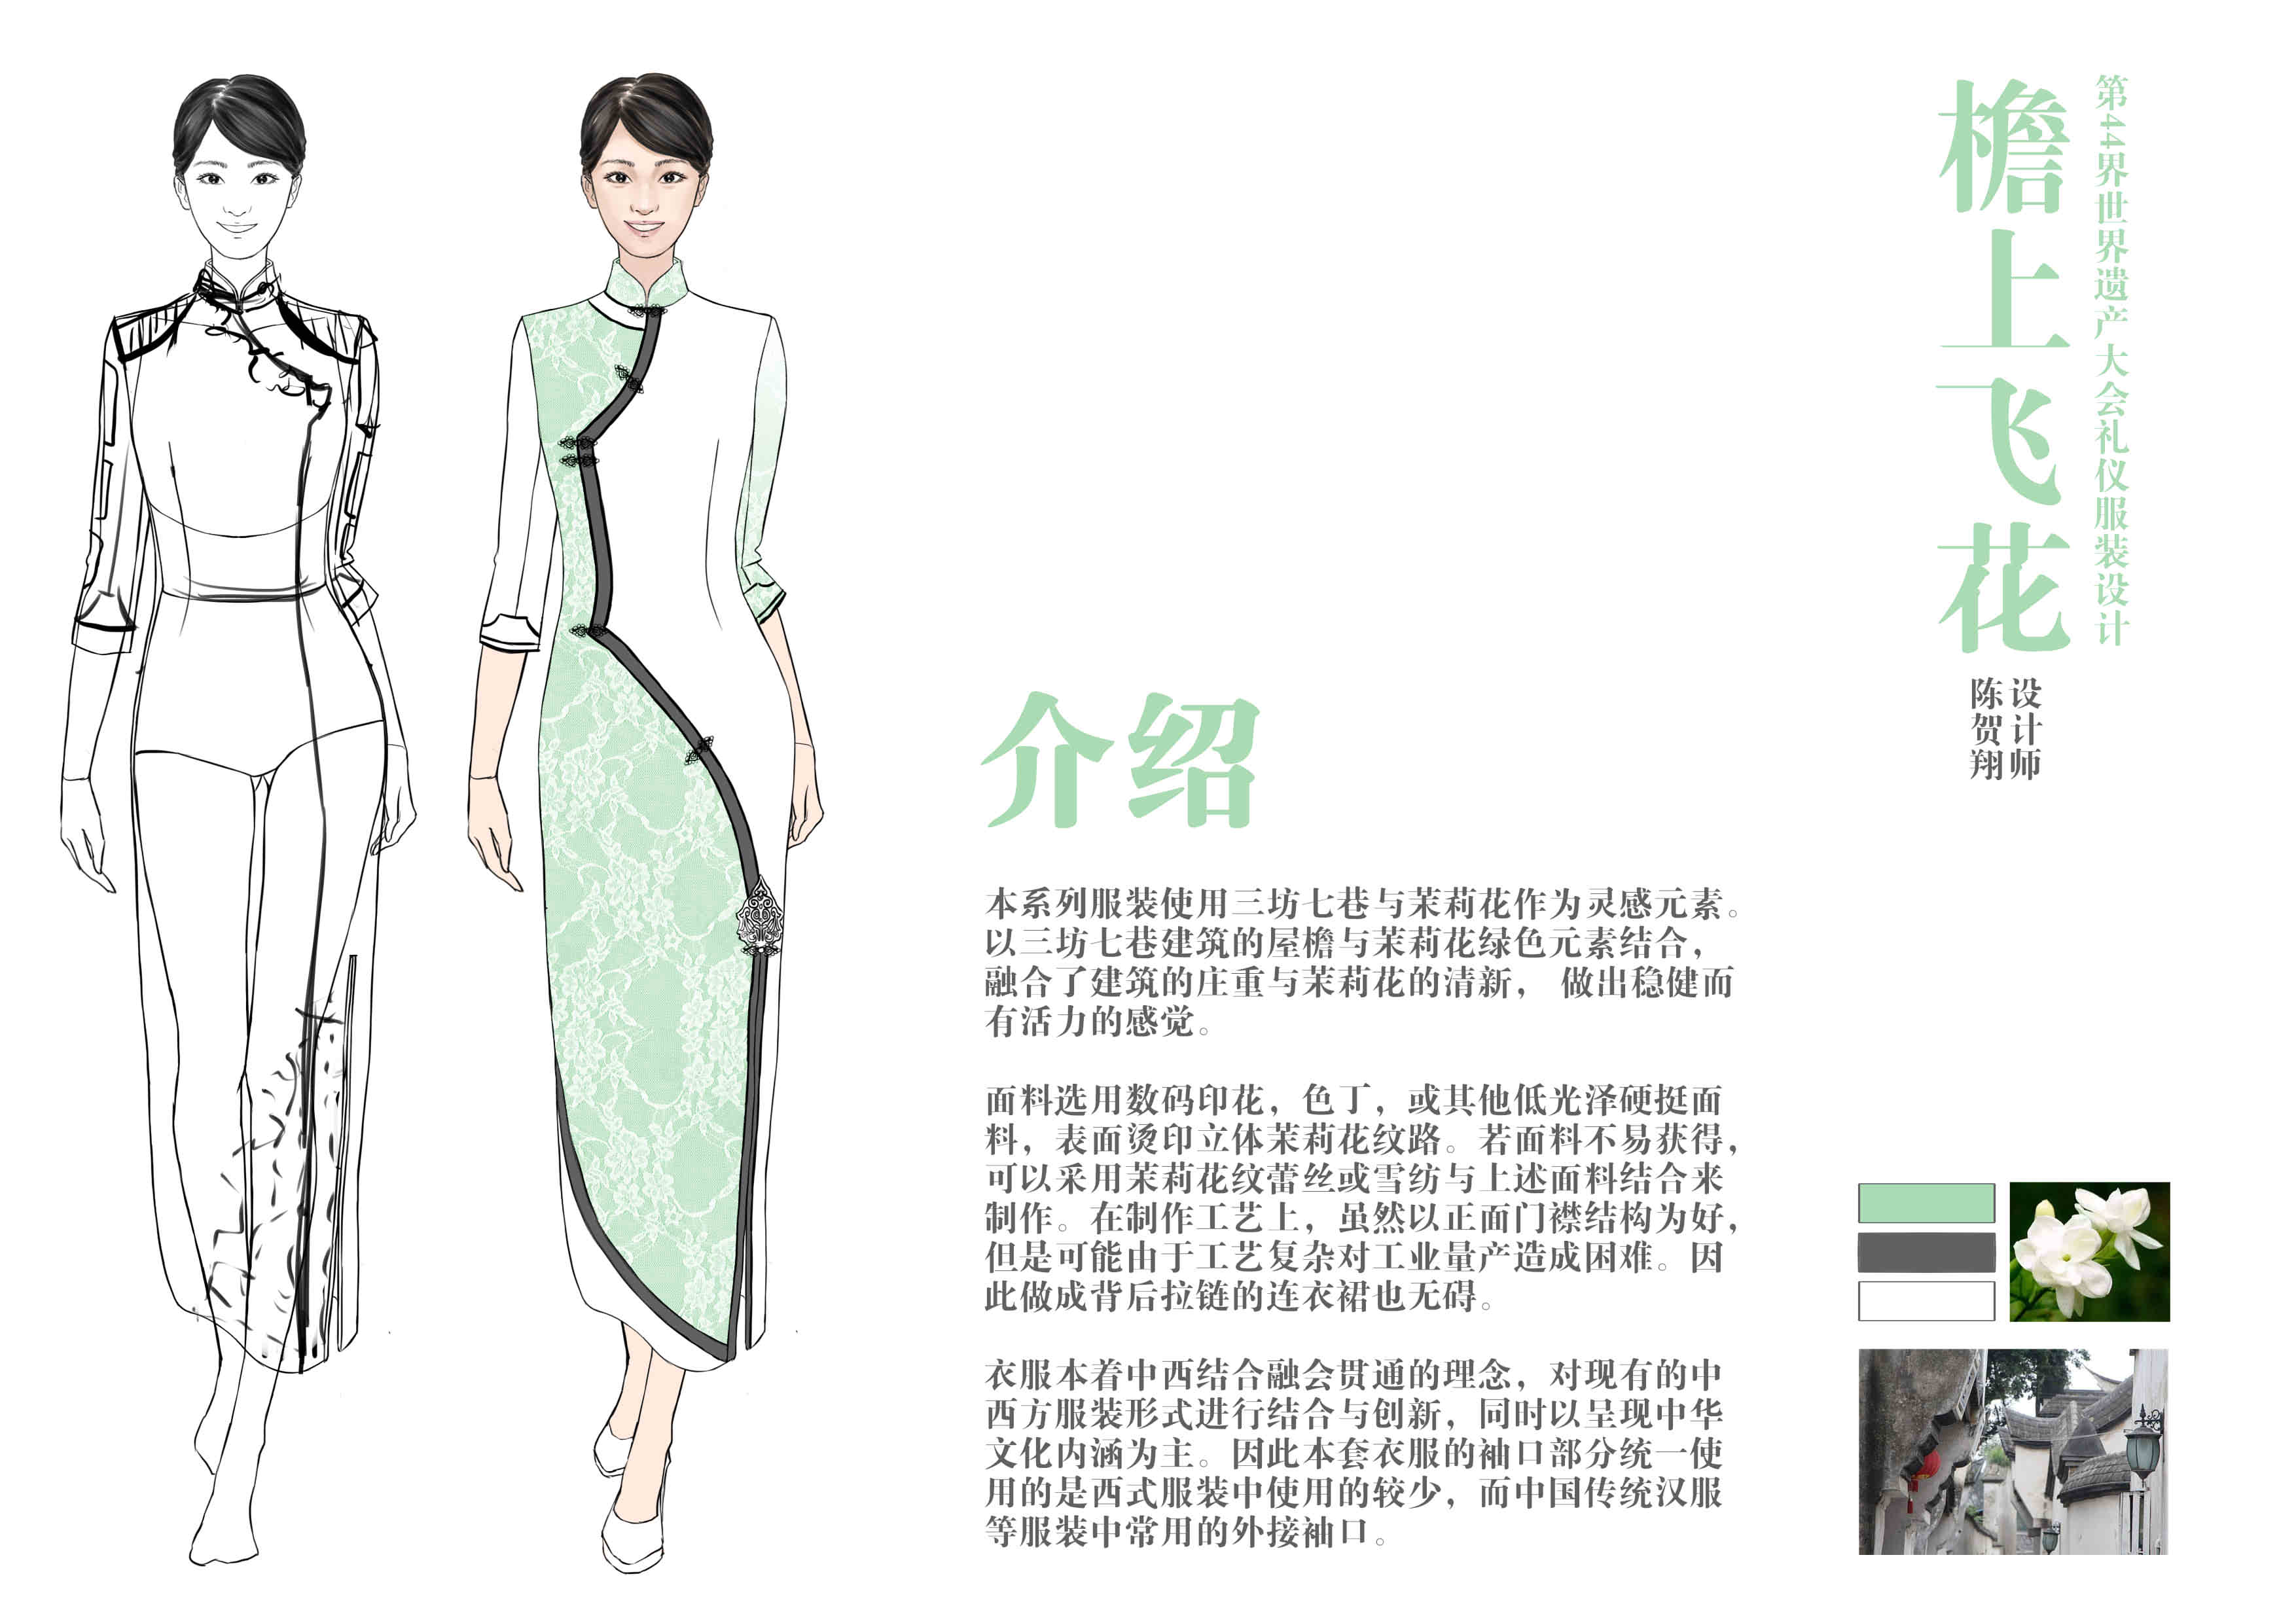 第44界世界遗产大会礼仪服装设计
檐上飞花
设计师
陈贺翔
介绍
本系列服装使用三坊七巷与茉莉花作为灵感元素。
以三坊七巷建筑的屋檐与茉莉花绿色元素结合，
融合了建筑的庄重与茉莉花的清新， 做出稳健而
有活力的感觉。
面料选用数码印花，色丁，或其他低光泽硬挺面
料，表面烫印立体茉莉花纹路。若面料不易获得，
可以采用茉莉花纹蕾丝或雪纺与上述面料结合来
制作。在制作工艺上，虽然以正面门襟结构为好，
但是可能由于工艺复杂对工业量产造成困难。因
此做成背后拉链的连衣裙也无碍。
衣服本着中西结合融会贯通的理念，对现有的中
西方服装形式进行结合与创新，同时以呈现中华
文化内涵为主。因此本套衣服的袖口部分统一使
用的是西式服装中使用的较少，而中国传统汉服
等服装中常用的外接袖口。